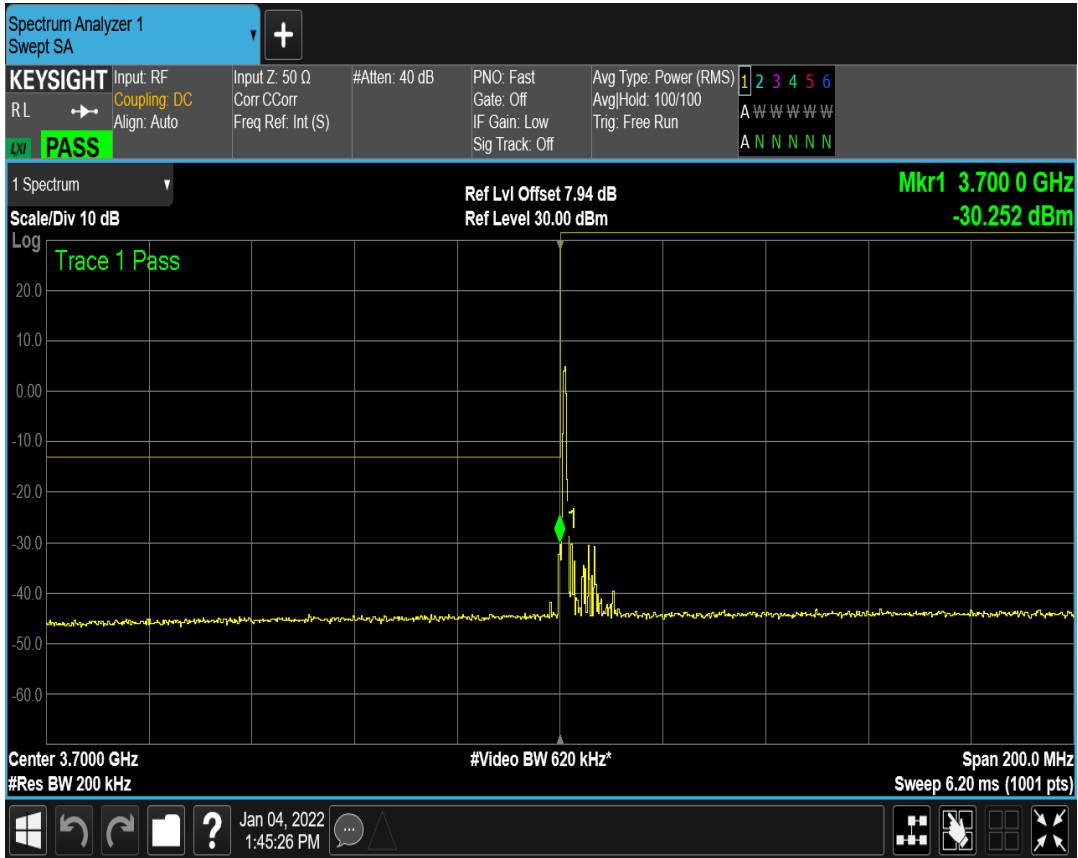 Spectrum Analyzer 1
Swept SA
+
KEYSIGHT
RL
LXI PASS
Input: RF
Coupling: DC
Align: Auto
Input Z: 50 Ω
Corr CCorr
Freq Ref: Int (S)
#Atten: 40 dB
PNO: Fast
Gate: Off
IF Gain: Low
Sig Track: Off
Avg Type: Power (RMS)
Avg|Hold: 100/100
Trig: Free Run
1 2 3 4 5 6
A W W W W W
A N N N N N
1 Spectrum
Scale/Div 10 dB
Ref Lvl Offset 7.94 dB
Ref Level 30.00 dBm
Mkr1 3.700 0 GHz
-30.252 dBm
Log
Trace 1 Pass
20.0
10.0
0.00
-10.0
-20.0
1
-30.0
-40.0
-50.0
-60.0
Center 3.7000 GHz
#Res BW 200 kHz
#Video BW 620 kHz*
Span 200.0 MHz
Sweep 6.20 ms (1001 pts)
?
Jan 04, 2022
1:45:26 PM